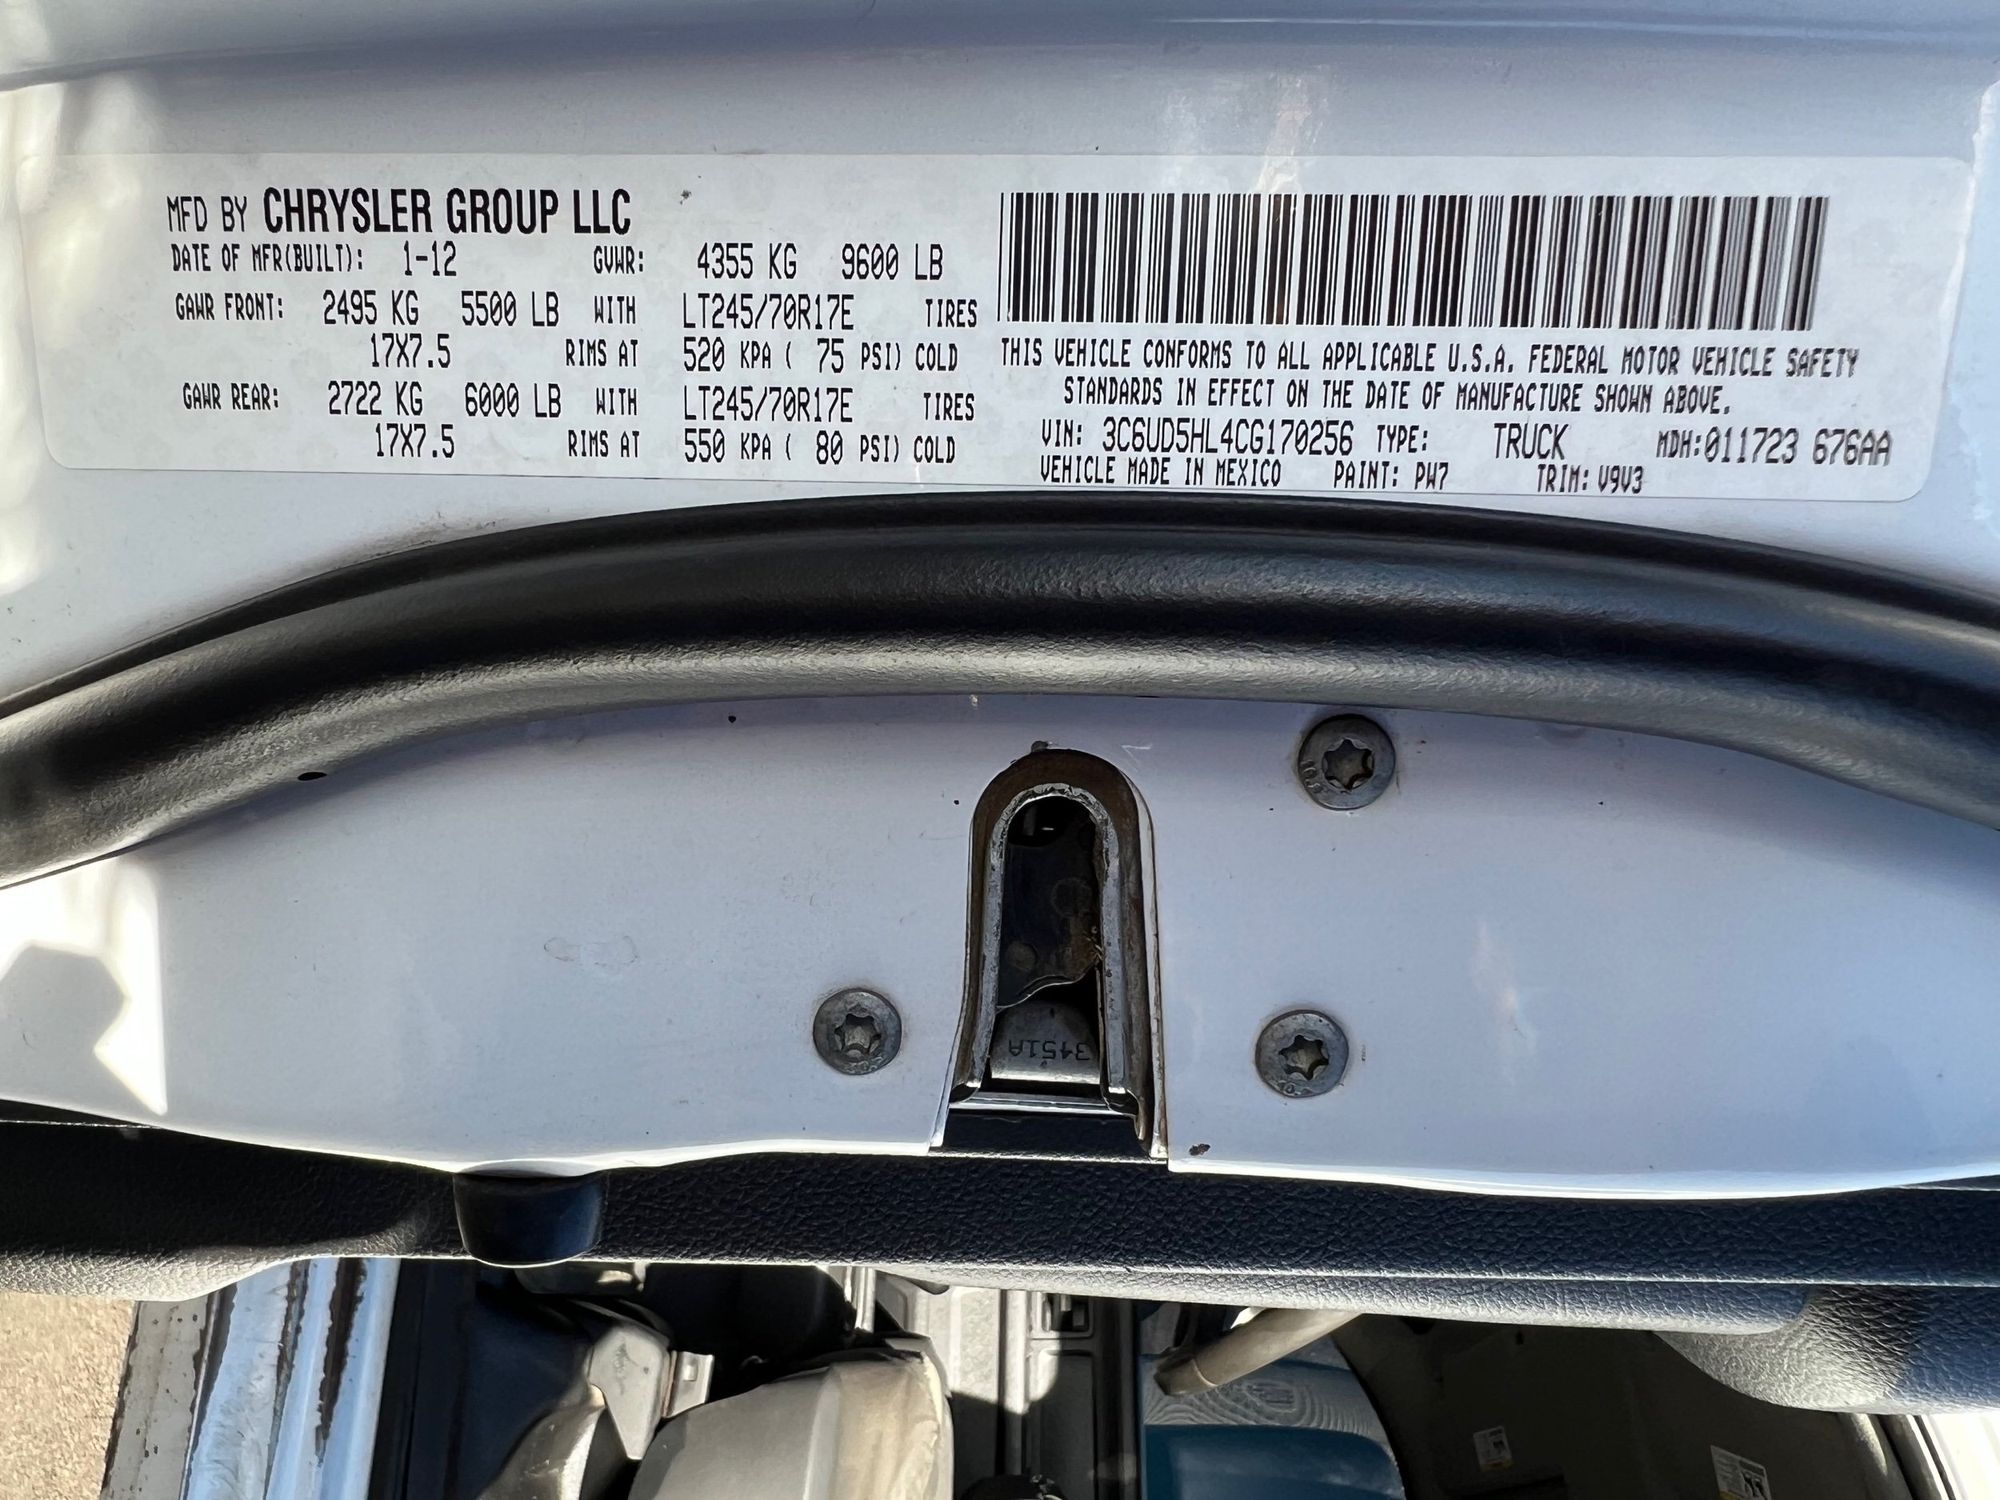 MFD BY CHRYSLER GROUP LLC
DATE OF MFR(BUILT): 1-12 GVWR: 4355 KG 9600 LB
GAWR FRONT: 2495 KG 5500 LB WITH LT245/70R17E TIRES
17X7.5 RIMS AT 520 KPA ( 75 PSI) COLD
GAWR REAR: 2722 KG 6000 LB WITH LT245/70R17E TIRES
17X7.5 RIMS AT 550 KPA ( 80 PSI) COLD
THIS VEHICLE CONFORMS TO ALL APPLICABLE U.S.A. FEDERAL MOTOR VEHICLE SAFETY
STANDARDS IN EFFECT ON THE DATE OF MANUFACTURE SHOWN ABOVE.
VIN: 3C6UD5HL4CG170256 TYPE: TRUCK MDH:011723 676AA
VEHICLE MADE IN MEXICO PAINT: PW7 TRIM: V9V3
3451A